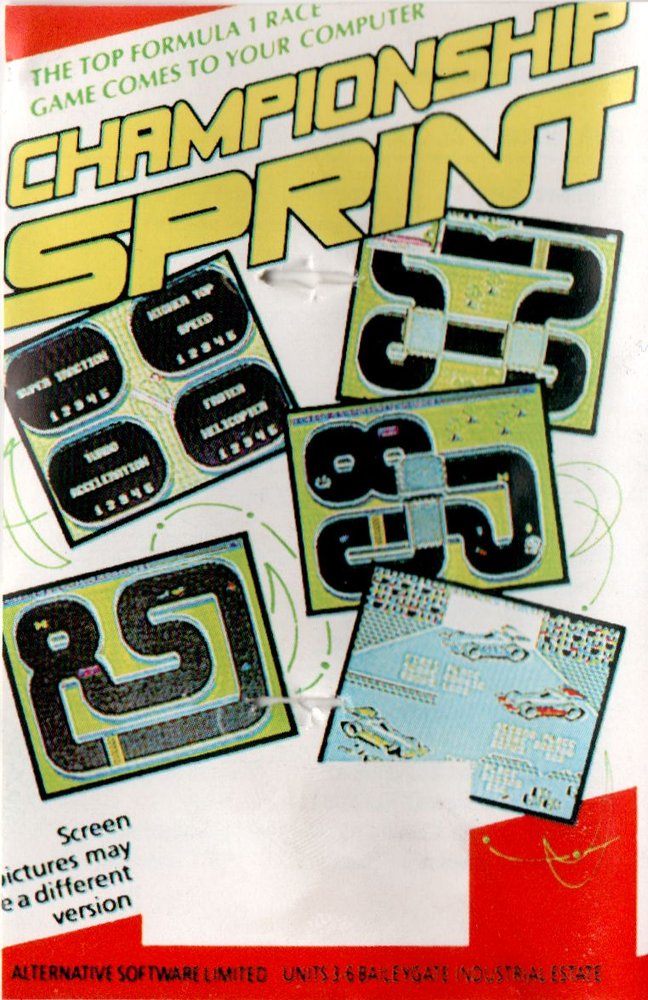 THE TOP FORMULA 1 RACE
GAME COMES TO YOUR COMPUTER
CHAMPIONSHIP
SPRINT
HIGHER TOP
SPEED
1 2 3 4 5
SUPER TRACTION
1 2 3 4 5
FASTER
HELICOPTER
1 2 3 4 5
TURBO
ACCELERATION
1 2 3 4 5
Screen
ictures may
e a different
version
ALTERNATIVE SOFTWARE LIMITED UNITS 3-6 BAILEYGATE INDUSTRIAL ESTATE